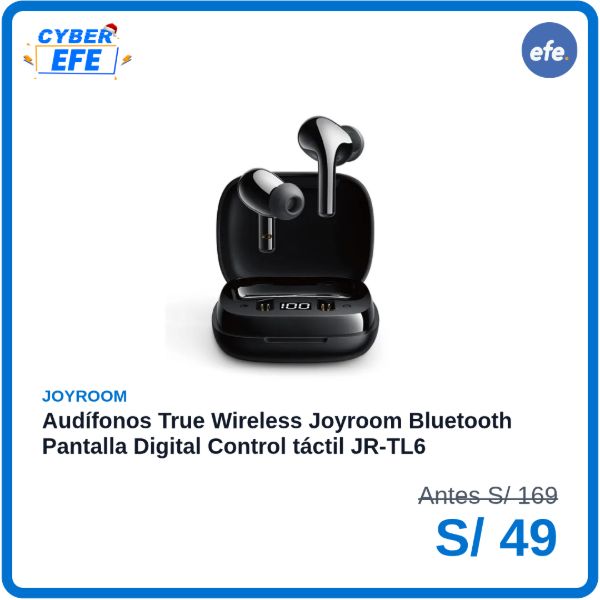 CYBER
EFE
efe.
100
JOYROOM
Audífonos True Wireless Joyroom Bluetooth
Pantalla Digital Control táctil JR-TL6
Antes S/ 169
S/ 49